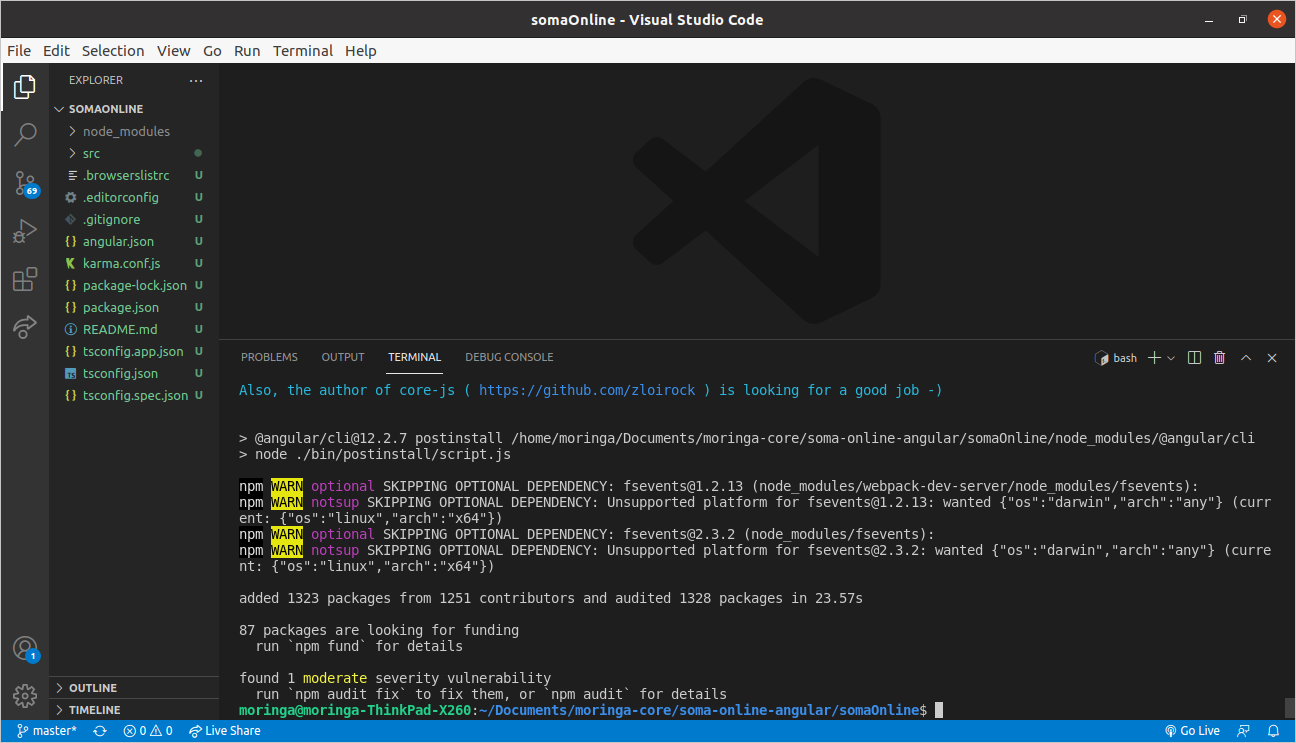 somaOnline - Visual Studio Code
File Edit Selection View Go Run Terminal Help
EXPLORER
SOMAONLINE
node_modules
src
.browserslistrc U
.editorconfig U
.gitignore U
angular.json U
karma.conf.js U
package-lock.json U
package.json U
README.md U
tsconfig.app.json U
tsconfig.json U
tsconfig.spec.json U
OUTLINE
TIMELINE
69
1
PROBLEMS OUTPUT TERMINAL DEBUG CONSOLE bash
Also, the author of core-js ( https://github.com/zloirock ) is looking for a good job -)
> @angular/cli@12.2.7 postinstall /home/moringa/Documents/moringa-core/soma-online-angular/somaOnline/node_modules/@angular/cli
> node ./bin/postinstall/script.js
npm WARN optional SKIPPING OPTIONAL DEPENDENCY: fsevents@1.2.13 (node_modules/webpack-dev-server/node_modules/fsevents):
npm WARN notsup SKIPPING OPTIONAL DEPENDENCY: Unsupported platform for fsevents@1.2.13: wanted {"os":"darwin","arch":"any"} (curr
ent: {"os":"linux","arch":"x64"})
npm WARN optional SKIPPING OPTIONAL DEPENDENCY: fsevents@2.3.2 (node_modules/fsevents):
npm WARN notsup SKIPPING OPTIONAL DEPENDENCY: Unsupported platform for fsevents@2.3.2: wanted {"os":"darwin","arch":"any"} (curre
nt: {"os":"linux","arch":"x64"})
added 1323 packages from 1251 contributors and audited 1328 packages in 23.57s
87 packages are looking for funding
run `npm fund` for details
found 1 moderate severity vulnerability
run `npm audit fix` to fix them, or `npm audit` for details
moringa@moringa-ThinkPad-X260:~/Documents/moringa-core/soma-online-angular/somaOnline$
master* 0 0 Live Share Go Live